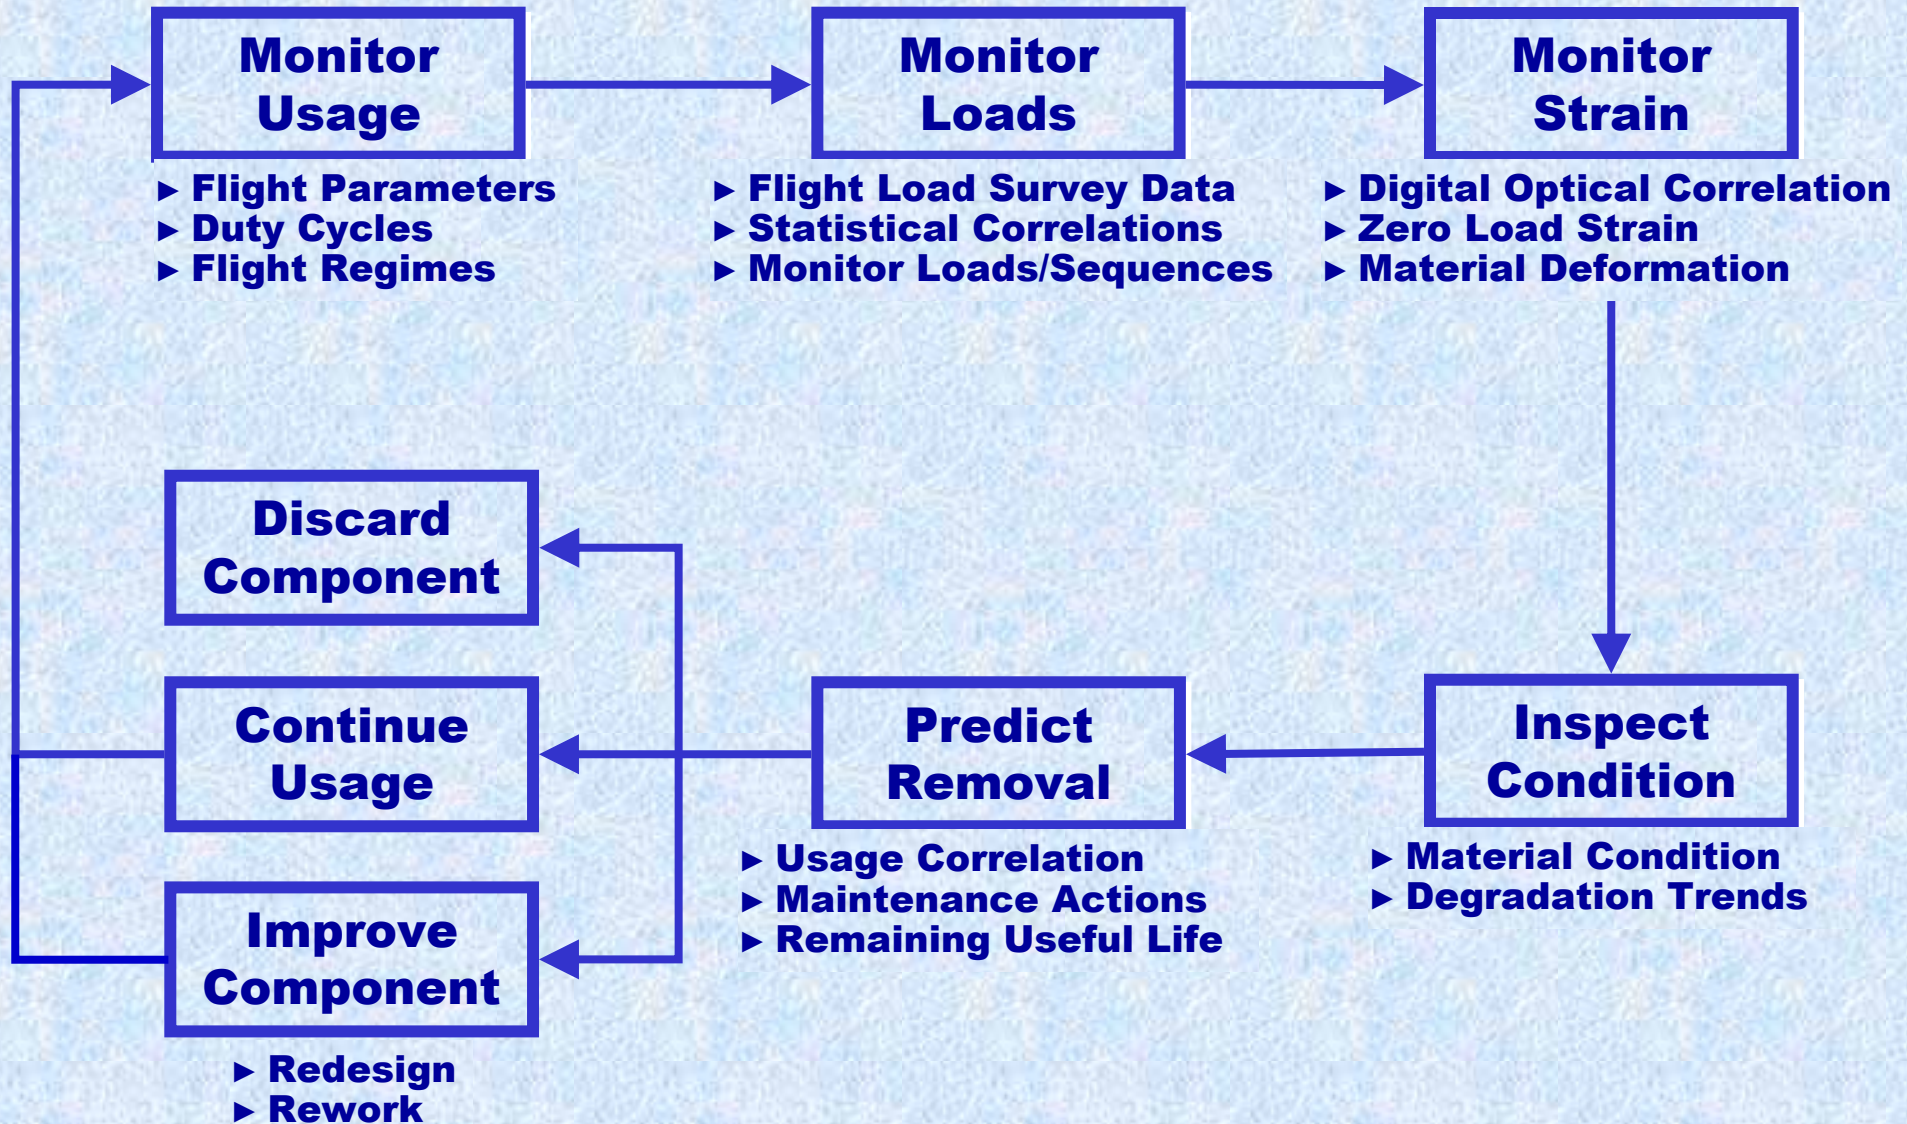 Monitor
Usage
► Flight Parameters
► Duty Cycles
► Flight Regimes
Monitor
Loads
► Flight Load Survey Data
► Statistical Correlations
► Monitor Loads/Sequences
Monitor
Strain
► Digital Optical Correlation
► Zero Load Strain
► Material Deformation
Discard
Component
Continue
Usage
Improve
Component
► Redesign
► Rework
Predict
Removal
► Usage Correlation
► Maintenance Actions
► Remaining Useful Life
Inspect
Condition
► Material Condition
► Degradation Trends